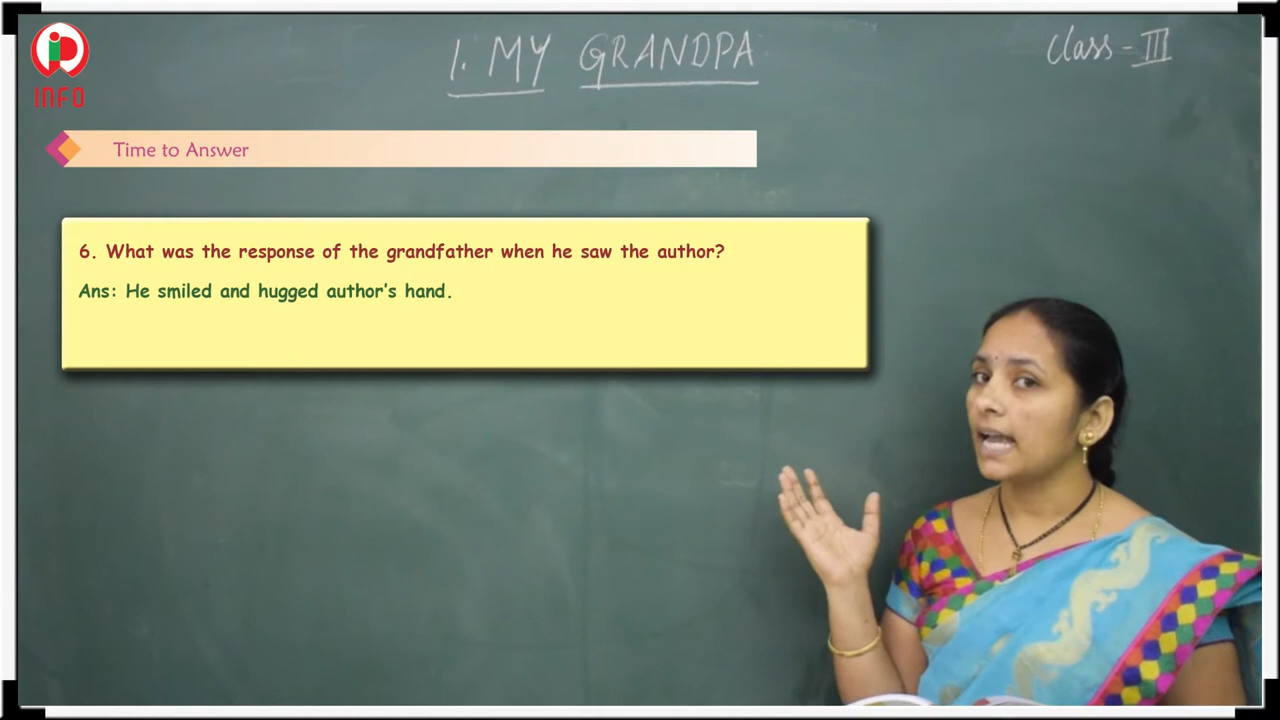 1. MY GRANDPA
Class - III
INFO
Time to Answer
6. What was the response of the grandfather when he saw the author?
Ans: He smiled and hugged author's hand.